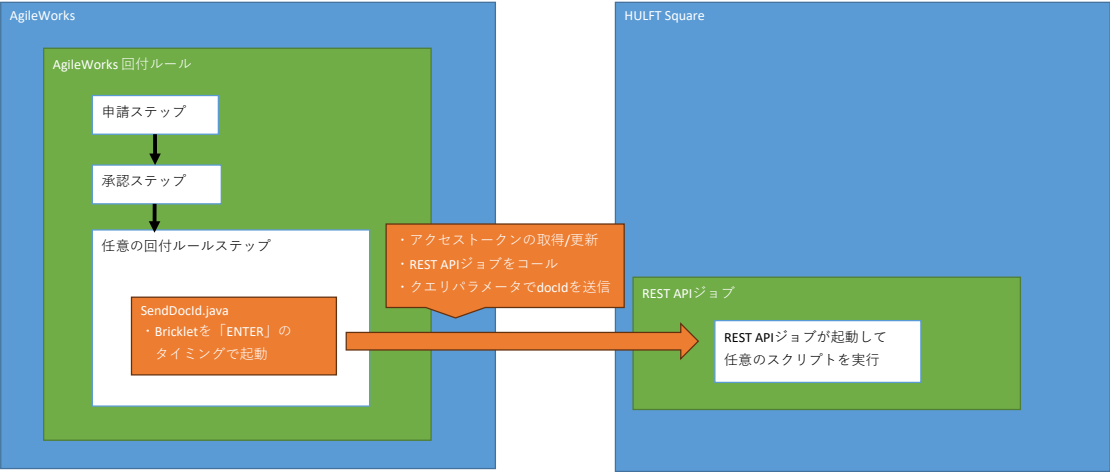 AgileWorks
AgileWorks 回付ルール
申請ステップ
承認ステップ
任意の回付ルールステップ
SendDocId.java
・Brickletを「ENTER」の
タイミングで起動
・アクセストークンの取得/更新
・REST APIジョブをコール
・クエリパラメータでdocIdを送信
HULFT Square
REST APIジョブ
REST APIジョブが起動して
任意のスクリプトを実行